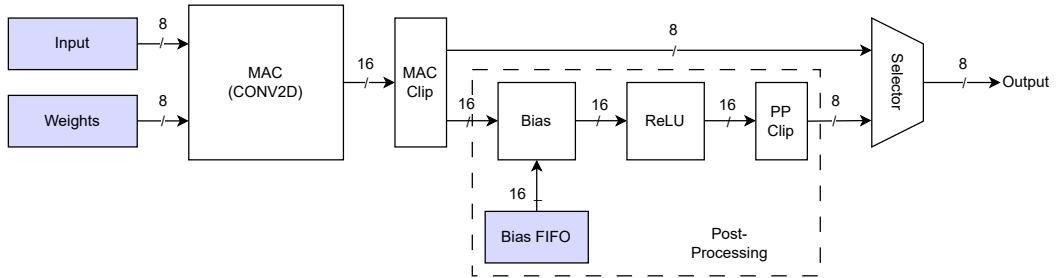 Input
8
Weights
8
MAC
(CONV2D)
16
MAC
Clip
8
16
Bias
16
ReLU
16
PP
Clip
8
Selector
8
Output
16
Bias FIFO
Post-
Processing